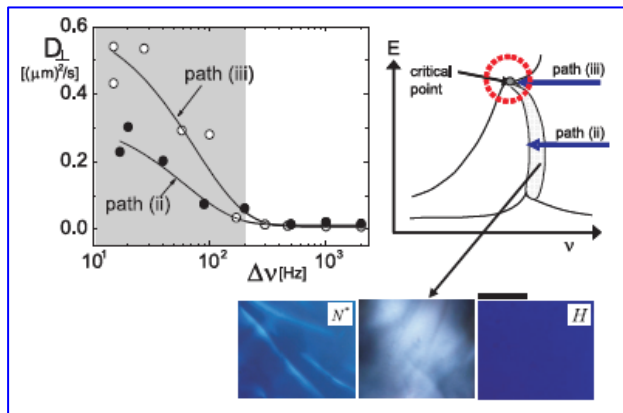 0.6
D⊥
[(μm)²/s]
0.4
0.2
0.0
path (iii)
path (ii)
10¹ 10² 10³
Δν[Hz]
E
critical
point
path (iii)
path (ii)
ν
N*
H